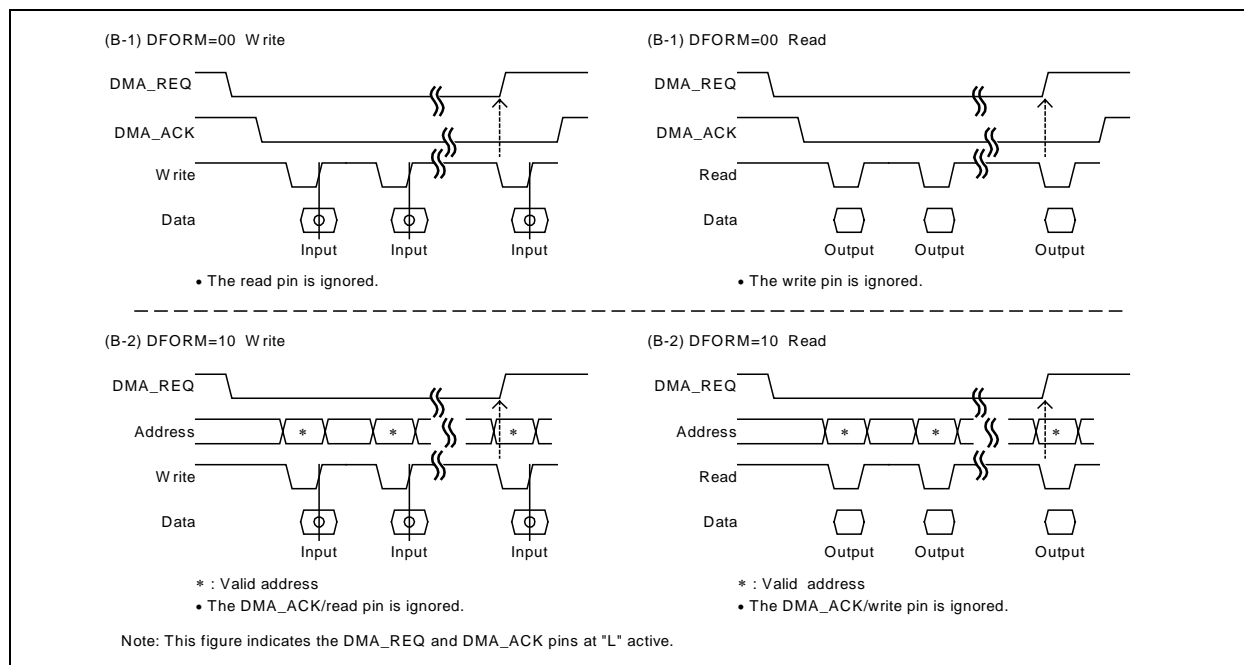 (B-1) DFORM=00 Write
DMA_REQ
DMA_ACK
Write
Data
Input Input Input
• The read pin is ignored.
(B-1) DFORM=00 Read
DMA_REQ
DMA_ACK
Read
Data
Output Output Output
• The write pin is ignored.
(B-2) DFORM=10 Write
DMA_REQ
Address * * *
Write
Data
Input Input Input
* : Valid address
• The DMA_ACK/read pin is ignored.
(B-2) DFORM=10 Read
DMA_REQ
Address * * *
Read
Data
Output Output Output
* : Valid address
• The DMA_ACK/write pin is ignored.
Note: This figure indicates the DMA_REQ and DMA_ACK pins at "L" active.